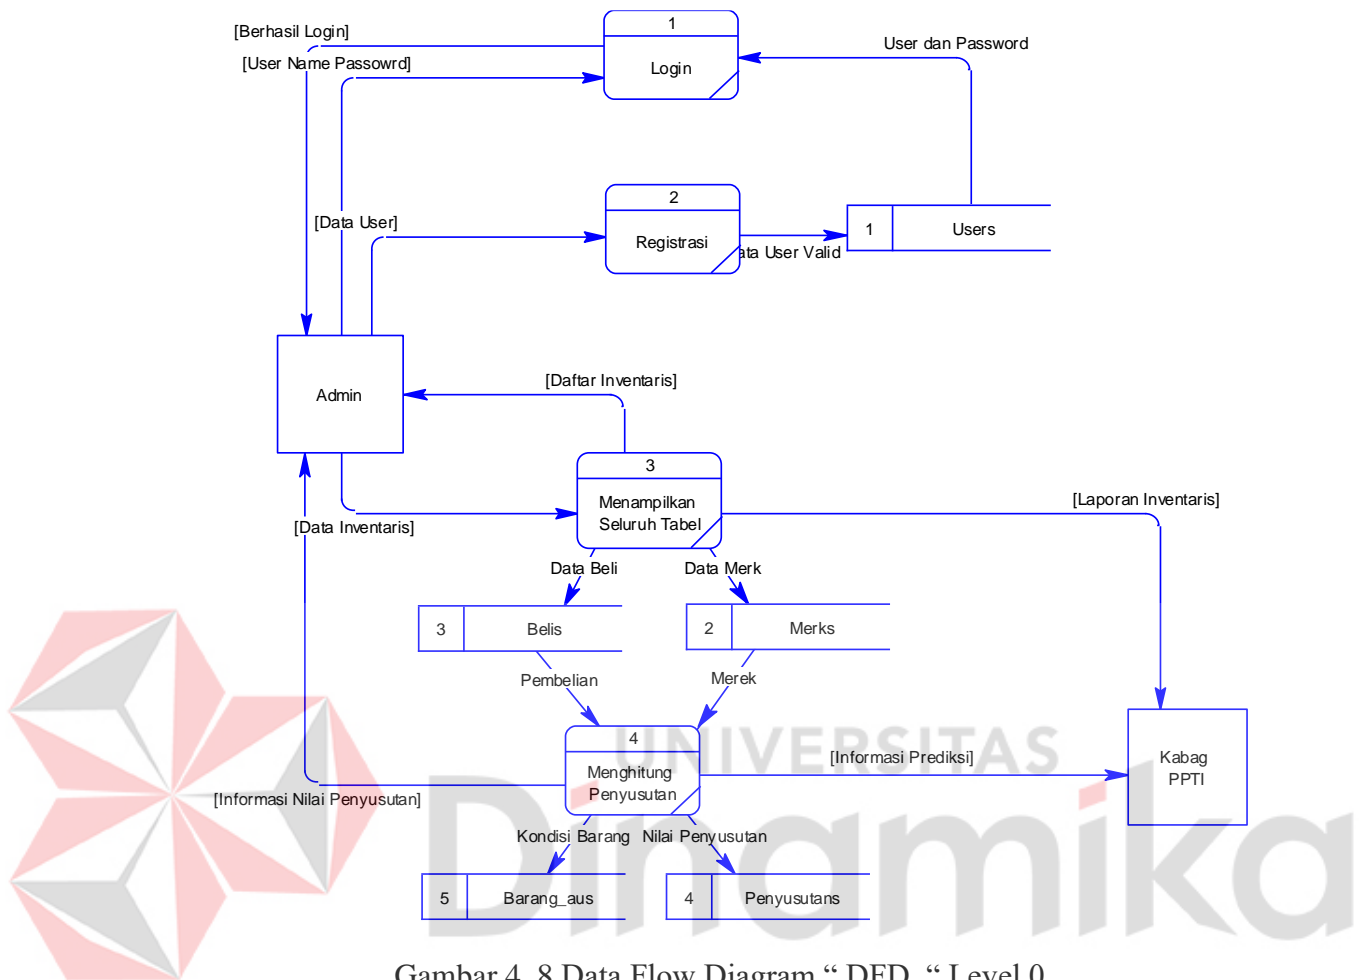 [Berhasil Login]
1
User dan Password
[User Name Passowrd]
Login
2
[Data User]
Registrasi
1
Users
ata User Valid
Admin
[Daftar Inventaris]
3
Menampilkan
Seluruh Tabel
[Laporan Inventaris]
[Data Inventaris]
Data Beli
Data Merk
3
Belis
2
Merks
Pembelian
Merek
4
Menghitung
Penyusutan
[Informasi Prediksi]
Kabag
PPTI
[Informasi Nilai Penyusutan]
Kondisi Barang
Nilai Penyusutan
5
Barang_aus
4
Penyusutans
UNIVERSITAS
Dinamika
Gambar 4. 8 Data Flow Diagram “ DFD “ Level 0